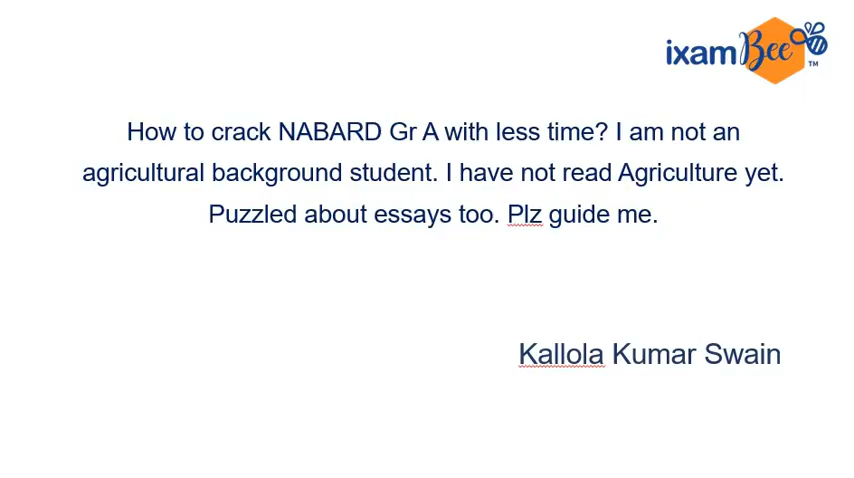 ixamBee
TM
How to crack NABARD Gr A with less time? I am not an
agricultural background student. I have not read Agriculture yet.
Puzzled about essays too. Plz guide me.
Kallola Kumar Swain